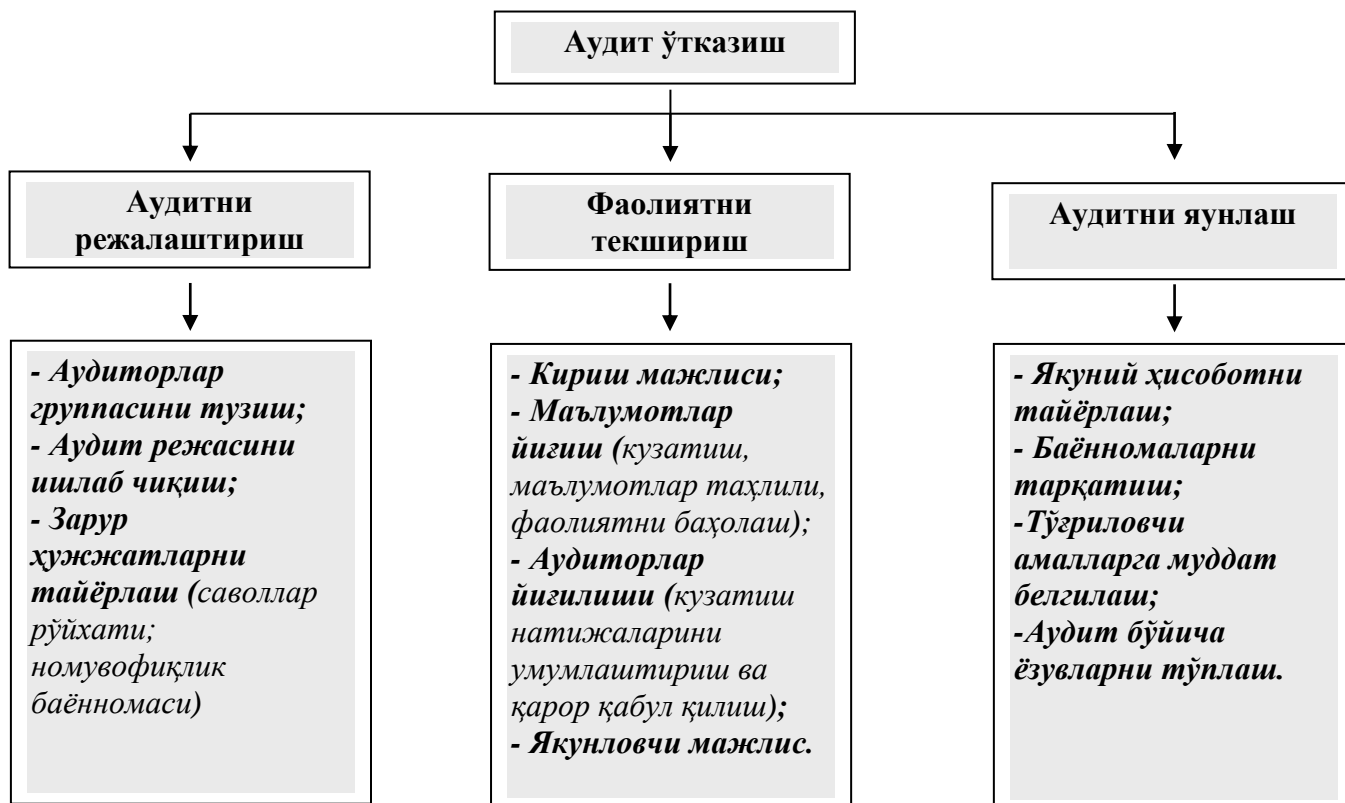 Аудит ўтказиш
Аудитни
режалаштириш
Фаолиятни
текшириш
Аудитни яунлаш
- Аудиторлар
группасини тузиш;
- Аудит режасини
ишлаб чиқиш;
- Зарур
ҳужжатларни
тайёрлаш (саволлар
рўйхати;
номувофиқлик
баённомаси)
- Кириш мажлиси;
- Маълумотлар
йиғиш (кузатиш,
маълумотлар таҳлили,
фаолиятни баҳолаш);
- Аудиторлар
йиғилиши (кузатиш
натижаларини
умумлаштириш ва
қарор қабул қилиш);
- Якунловчи мажлис.
- Якуний ҳисоботни
тайёрлаш;
- Баённомаларни
тарқатиш;
-Тўғриловчи
амалларга муддат
белгилаш;
-Аудит бўйича
ёзувларни тўплаш.